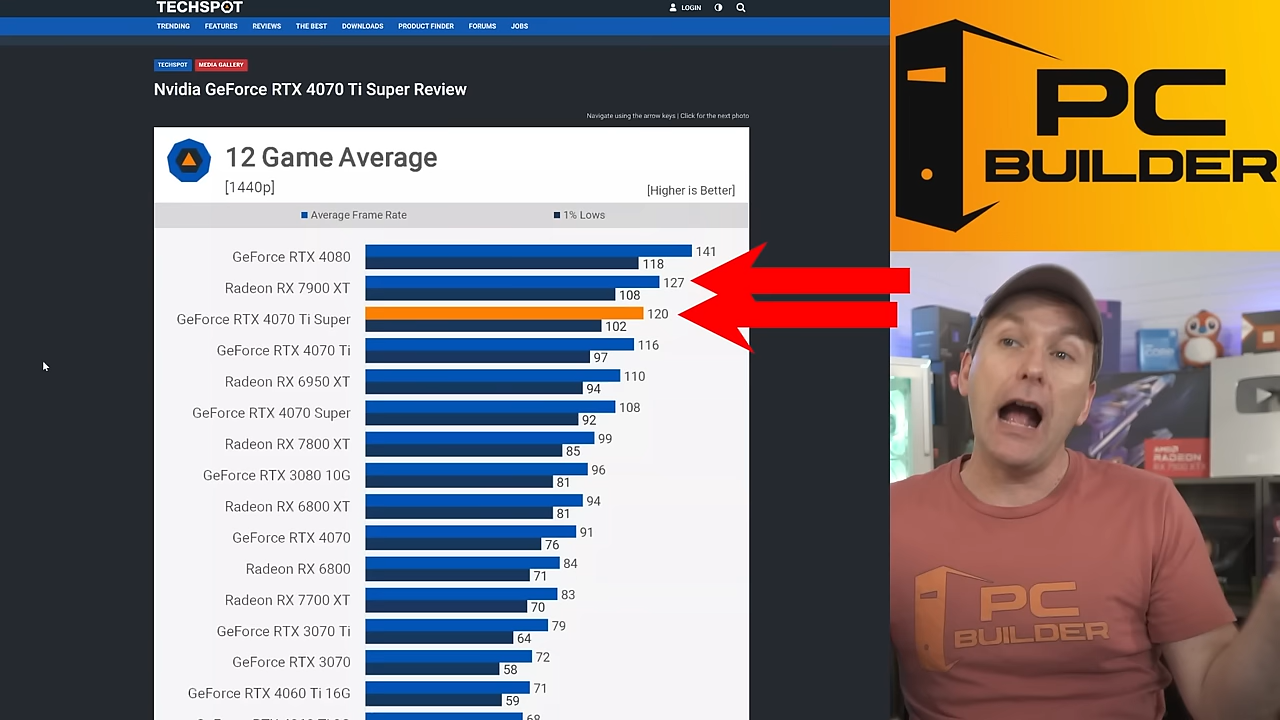 TECHSPOT
LOGIN
TRENDING FEATURES REVIEWS THE BEST DOWNLOADS PRODUCT FINDER FORUMS JOBS
TECHSPOT MEDIA GALLERY
Nvidia GeForce RTX 4070 Ti Super Review
Navigate using the arrow keys | Click for the next photo
12 Game Average
[1440p]
[Higher is Better]
Average Frame Rate 1% Lows
GeForce RTX 4080 141
118
Radeon RX 7900 XT 127
108
GeForce RTX 4070 Ti Super 120
102
GeForce RTX 4070 Ti 116
97
Radeon RX 6950 XT 110
94
GeForce RTX 4070 Super 108
92
Radeon RX 7800 XT 99
85
GeForce RTX 3080 10G 96
81
Radeon RX 6800 XT 94
81
GeForce RTX 4070 91
76
Radeon RX 6800 84
71
Radeon RX 7700 XT 83
70
GeForce RTX 3070 Ti 79
64
GeForce RTX 3070 72
58
GeForce RTX 4060 Ti 16G 71
59
68
PC
BUILDER
CORE
AMD
RADEON
PC
BUILDER